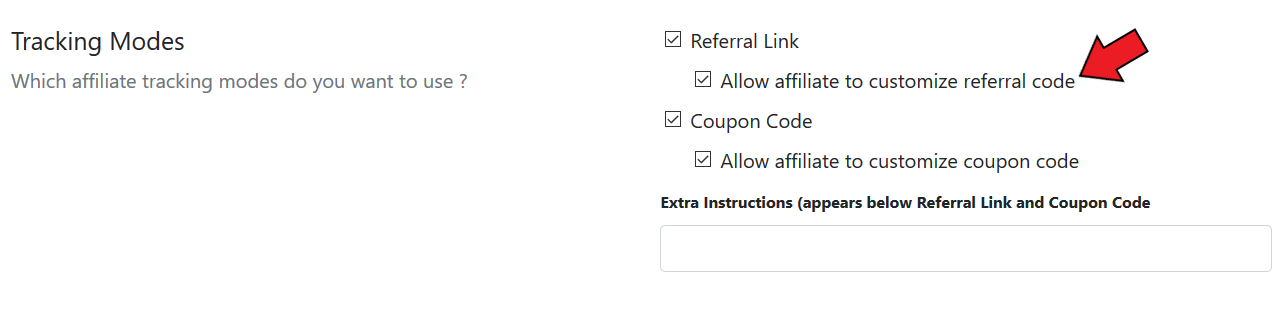 Tracking Modes
Which affiliate tracking modes do you want to use ?
Referral Link
Allow affiliate to customize referral code
Coupon Code
Allow affiliate to customize coupon code
Extra Instructions (appears below Referral Link and Coupon Code